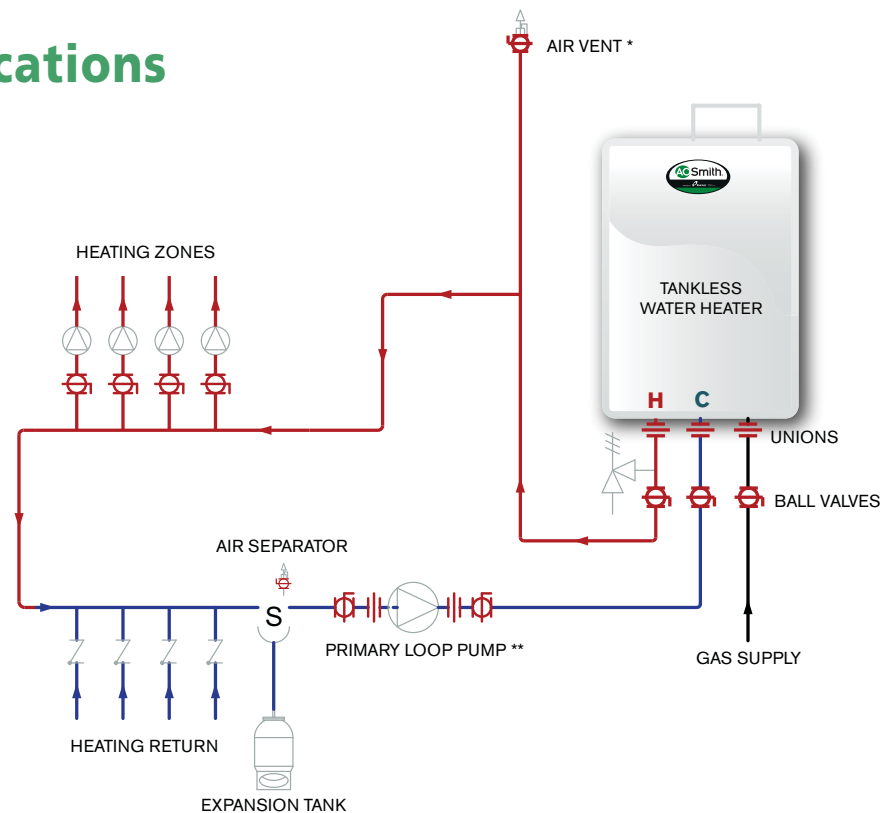 cations
AIR VENT *
AO Smith.
HEATING ZONES
TANKLESS
WATER HEATER
H C
UNIONS
BALL VALVES
AIR SEPARATOR
S
PRIMARY LOOP PUMP **
GAS SUPPLY
HEATING RETURN
EXPANSION TANK